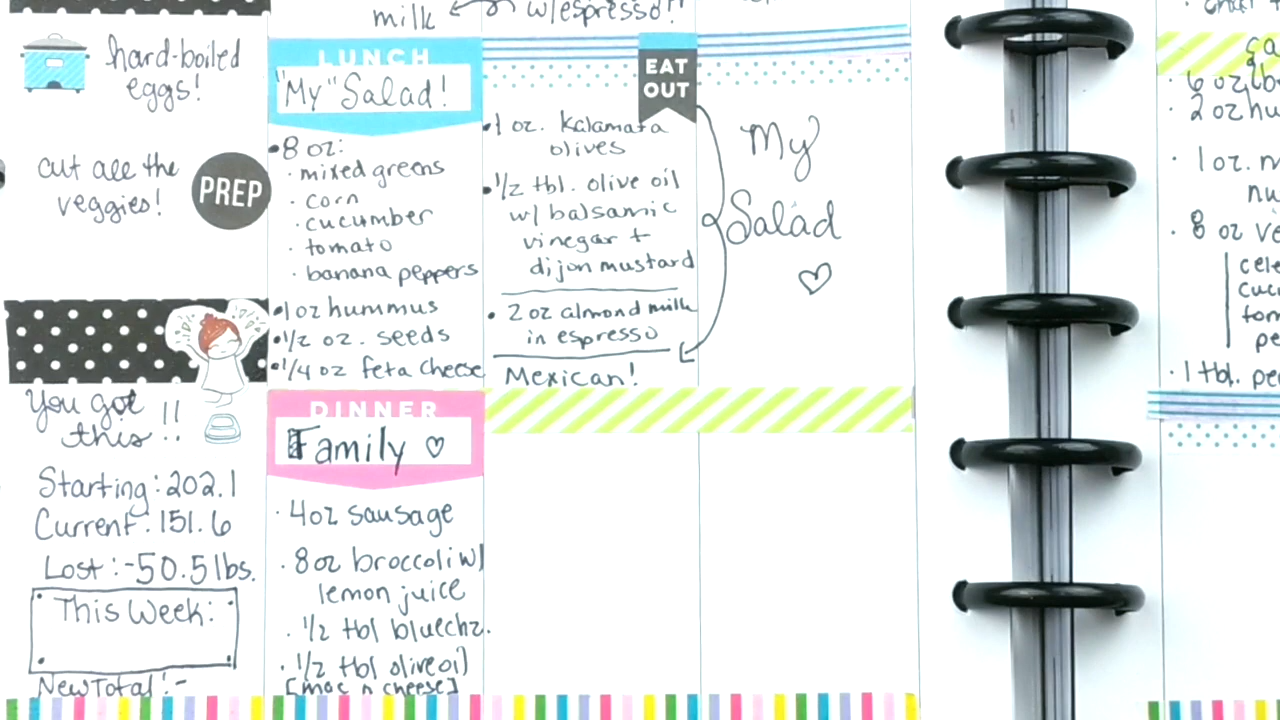 milk
w/espresso!!
hard-boiled
eggs!
cut all the
veggies!
PREP
You got
this !!
Starting: 202.1
Current: 151.6
Lost: -50.5 lbs.
This Week:
New Total! -
LUNCH
"My" Salad!
•8 oz:
· mixed greens
· corn
· cucumber
· tomato
· banana peppers
•1 oz hummus
•1/2 oz. seeds
•1/4 oz feta cheese
DINNER
Family ♡
· 4oz sausage
· 8 oz broccoli w/
lemon juice
· 1/2 tbl bluechz.
· 1/2 tbl olive oil
[mac n cheese]
EAT
OUT
•1 oz. Kalamata
olives
•1/2 tbl. olive oil
w/ balsamic
vinegar +
dijon mustard
• 2 oz almond milk
in espresso
Mexican!
My
Salad
♡
· 6 oz
· 2 oz hu
· 1 oz. n
nu
· 8 oz ve
cele
cuc
tom
pe
· 1 tbl. pe